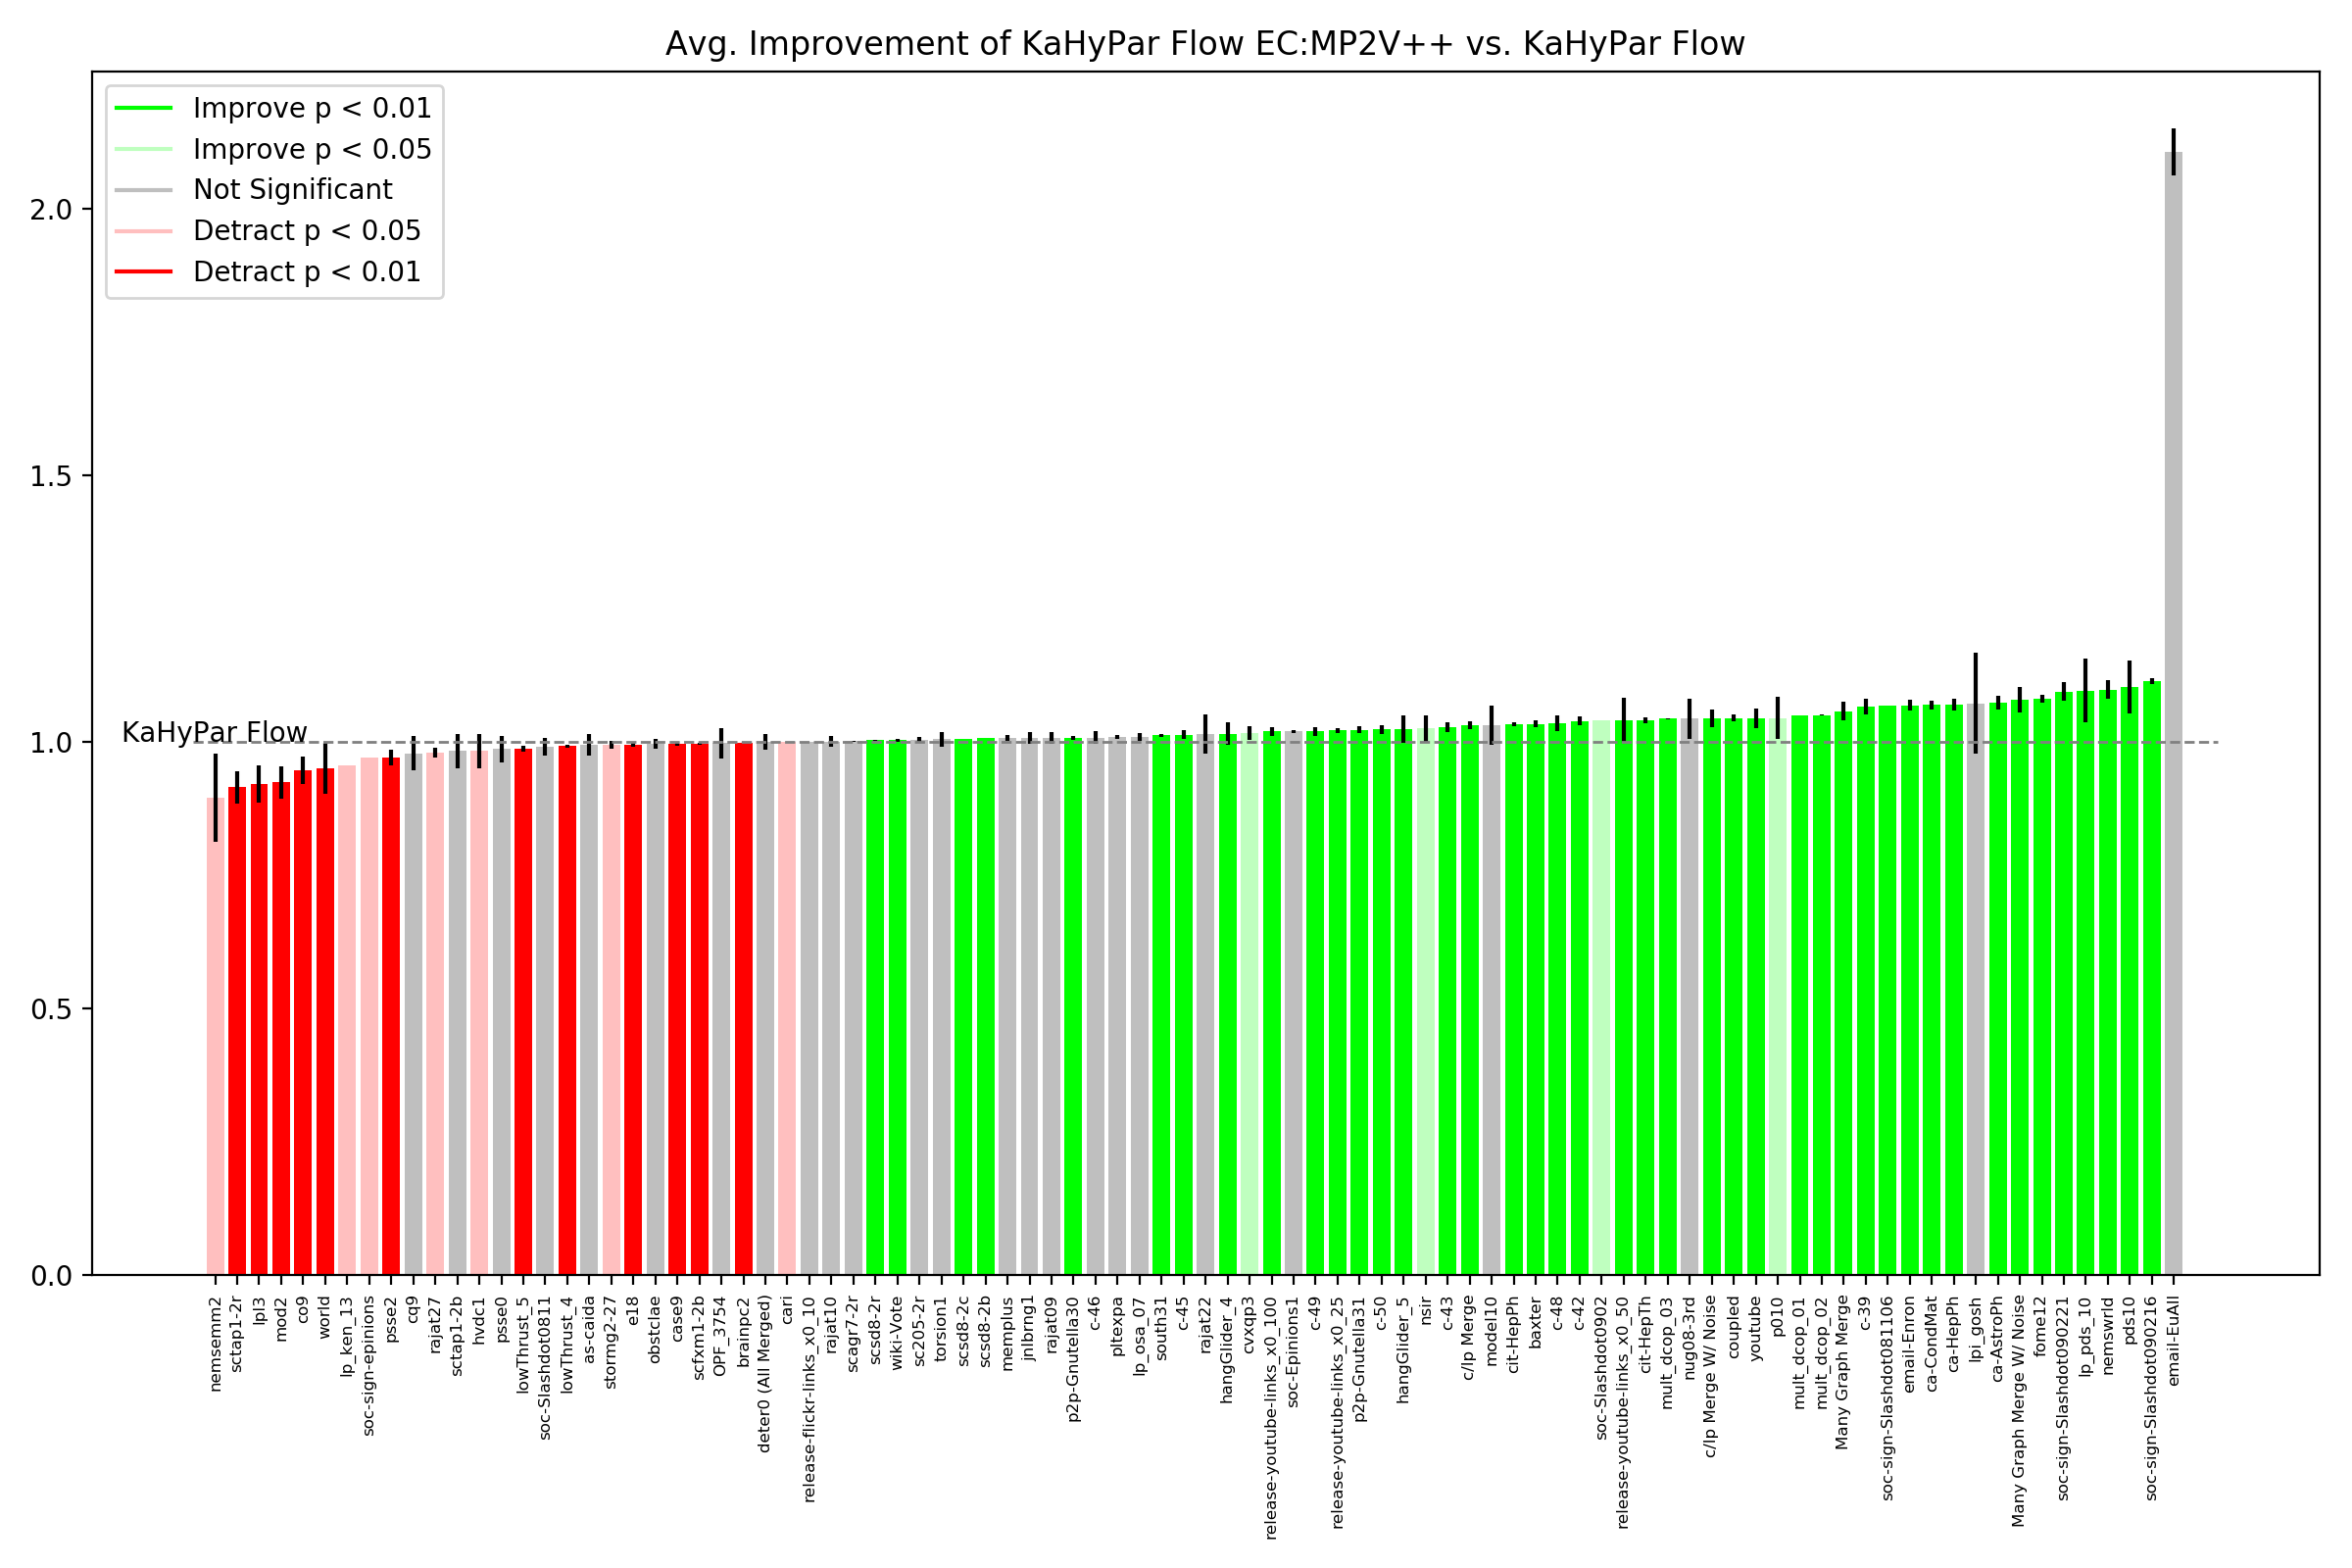 Avg. Improvement of KaHyPar Flow EC:MP2V++ vs. KaHyPar Flow
Improve p < 0.01
Improve p < 0.05
Not Significant
Detract p < 0.05
Detract p < 0.01
2.0
1.5
1.0
0.5
0.0
KaHyPar Flow
nemsemm2
sctap1-2r
lpl3
mod2
co9
world
lp_ken_13
soc-sign-epinions
psse2
cq9
rajat27
sctap1-2b
hvdc1
psse0
lowThrust_5
soc-Slashdot0811
lowThrust_4
as-caida
stormg2-27
e18
obstclae
case9
scfxm1-2b
OPF_3754
brainpc2
deter0 (All Merged)
cari
release-flickr-links_x0_10
rajat10
scagr7-2r
scsd8-2r
wiki-Vote
sc205-2r
torsion1
scsd8-2c
scsd8-2b
memplus
jnlbrng1
rajat09
p2p-Gnutella30
c-46
pltexpa
lp_osa_07
south31
c-45
rajat22
hangGlider_4
cvxqp3
release-youtube-links_x0_100
soc-Epinions1
c-49
release-youtube-links_x0_25
p2p-Gnutella31
c-50
hangGlider_5
nsir
c-43
c/lp Merge
model10
cit-HepPh
baxter
c-48
c-42
soc-Slashdot0902
release-youtube-links_x0_50
cit-HepTh
mult_dcop_03
nug08-3rd
c/lp Merge W/ Noise
coupled
youtube
p010
mult_dcop_01
mult_dcop_02
Many Graph Merge
c-39
soc-sign-Slashdot081106
email-Enron
ca-CondMat
ca-HepPh
lpi_gosh
ca-AstroPh
Many Graph Merge W/ Noise
fome12
soc-sign-Slashdot090221
lp_pds_10
nemswrld
pds10
soc-sign-Slashdot090216
email-EuAll